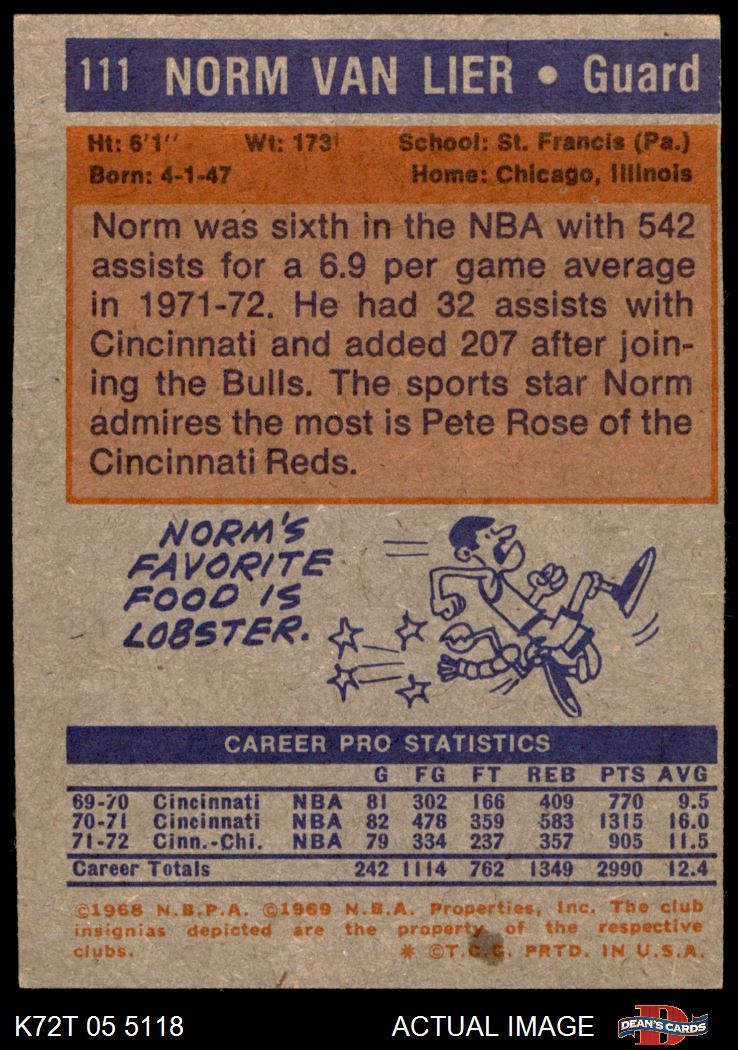 111 NORM VAN LIER • Guard
Ht: 6'1" Wt: 173 School: St. Francis (Pa.)
Born: 4-1-47 Home: Chicago, Illinois
Norm was sixth in the NBA with 542
assists for a 6.9 per game average
in 1971-72. He had 32 assists with
Cincinnati and added 207 after join-
ing the Bulls. The sports star Norm
admires the most is Pete Rose of the
Cincinnati Reds.
NORM'S
FAVORITE
FOOD IS
LOBSTER.
CAREER PRO STATISTICS
G FG FT REB PTS AVG
69-70 Cincinnati NBA 81 302 166 409 770 9.5
70-71 Cincinnati NBA 82 478 359 583 1315 16.0
71-72 Cinn.-Chi. NBA 79 334 237 357 905 11.5
Career Totals 242 1114 762 1349 2990 12.4
©1968 N.B.P.A. ©1969 N.B.A. Properties, Inc. The club
insignias depicted are the property of the respective
clubs. * ©T.C.G. PRTD. IN U.S.A.
K72T 05 5118 ACTUAL IMAGE D DEAN'S CARDS